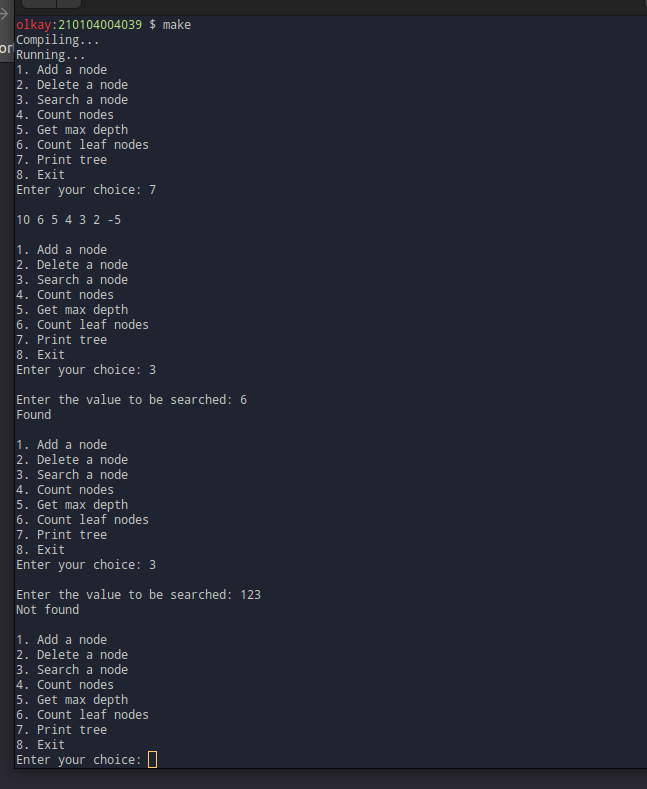 olkay:210104004039 $ make
Compiling...
Running...
1. Add a node
2. Delete a node
3. Search a node
4. Count nodes
5. Get max depth
6. Count leaf nodes
7. Print tree
8. Exit
Enter your choice: 7
10 6 5 4 3 2 -5
1. Add a node
2. Delete a node
3. Search a node
4. Count nodes
5. Get max depth
6. Count leaf nodes
7. Print tree
8. Exit
Enter your choice: 3
Enter the value to be searched: 6
Found
1. Add a node
2. Delete a node
3. Search a node
4. Count nodes
5. Get max depth
6. Count leaf nodes
7. Print tree
8. Exit
Enter your choice: 3
Enter the value to be searched: 123
Not found
1. Add a node
2. Delete a node
3. Search a node
4. Count nodes
5. Get max depth
6. Count leaf nodes
7. Print tree
8. Exit
Enter your choice: